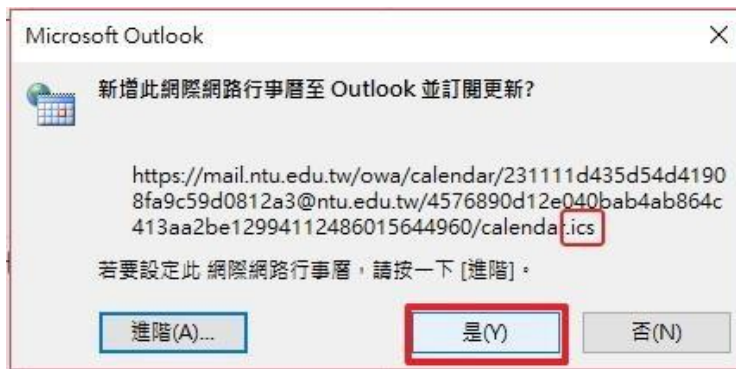 Microsoft Outlook
新增此網際網路行事曆至 Outlook 並訂閱更新?
https://mail.ntu.edu.tw/owa/calendar/231111d435d54d4190
8fa9c59d0812a3@ntu.edu.tw/4576890d12e040bab4ab864c
413aa2be12994112486015644960/calendar.ics
若要設定此 網際網路行事曆，請按一下 [進階]。
進階(A)... 是(Y) 否(N)